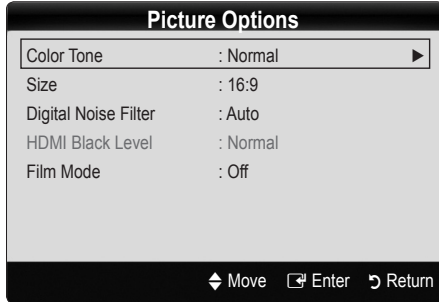 Picture Options
Color Tone : Normal ►
Size : 16:9
Digital Noise Filter : Auto
HDMI Black Level : Normal
Film Mode : Off
Move Enter Return